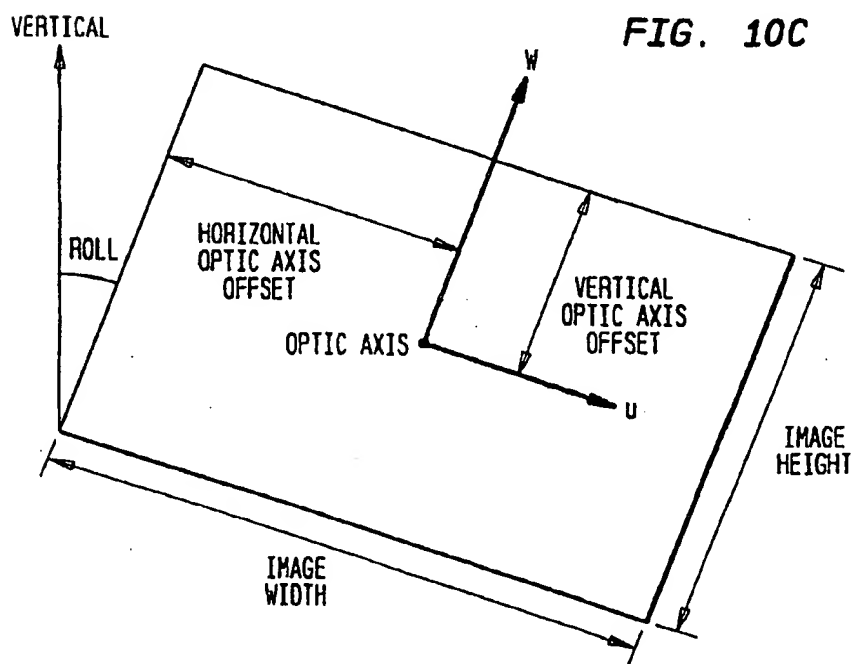 FIG. 10C
VERTICAL
W
ROLL
HORIZONTAL
OPTIC AXIS
OFFSET
VERTICAL
OPTIC AXIS
OFFSET
OPTIC AXIS
u
IMAGE
HEIGHT
IMAGE
WIDTH